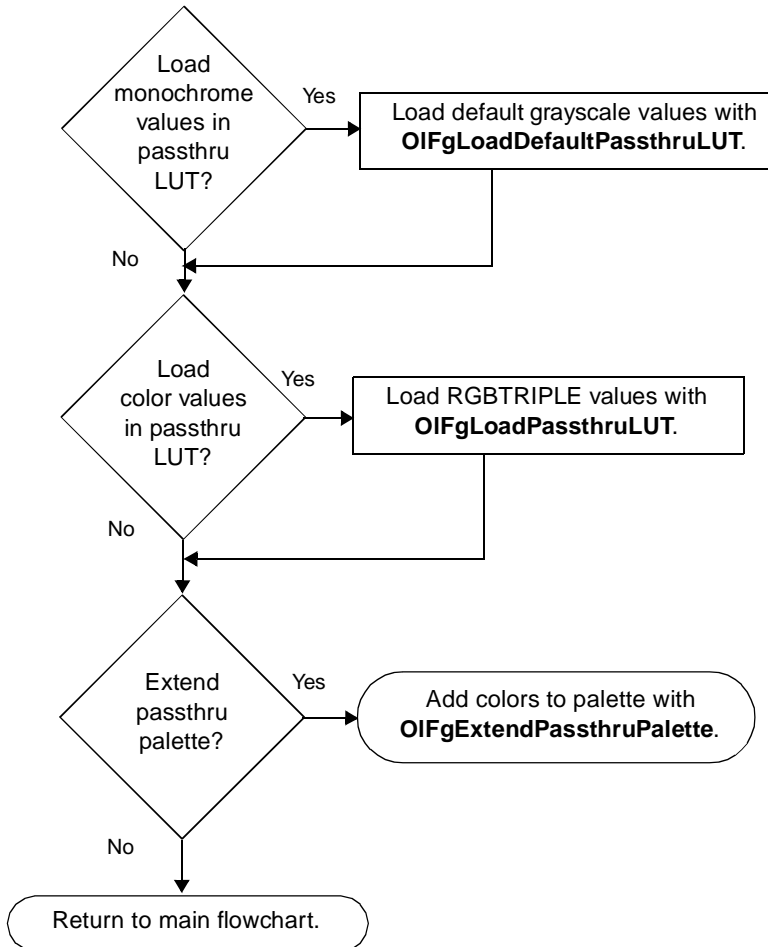 Load
monochrome
values in
passthru
LUT?
Yes
Load default grayscale values with
OlFgLoadDefaultPassthruLUT.
No
Load
color values
in passthru
LUT?
Yes
Load RGBTRIPLE values with
OlFgLoadPassthruLUT.
No
Extend
passthru
palette?
Yes
Add colors to palette with
OlFgExtendPassthruPalette.
No
Return to main flowchart.